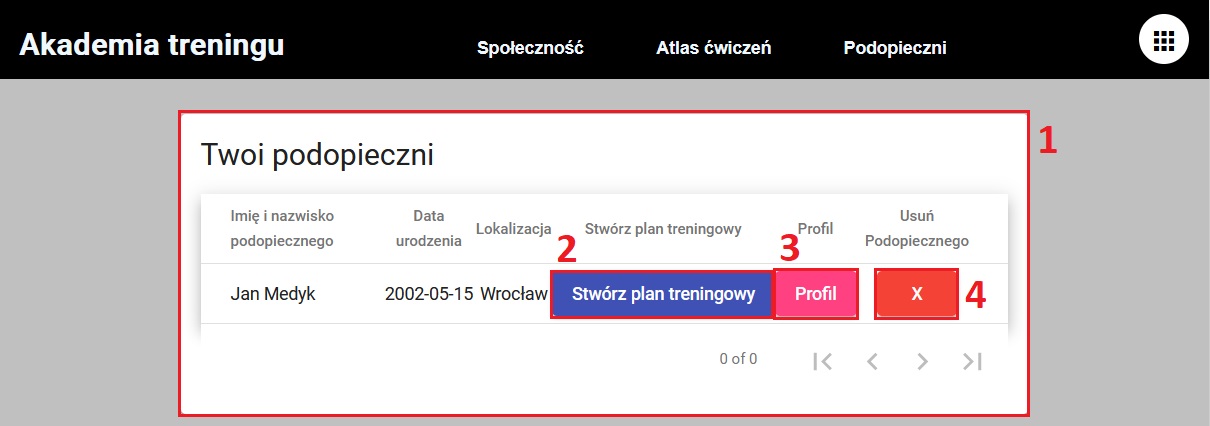 Akademia treningu
Społeczność
Atlas ćwiczeń
Podopieczni
1
Twoi podopieczni
Imię i nazwisko
podopiecznego
Data
urodzenia
Lokalizacja
Stwórz plan treningowy
Profil
Usuń
Podopiecznego
2
3
Jan Medyk
2002-05-15
Wrocław
Stwórz plan treningowy
Profil
X
4
0 of 0